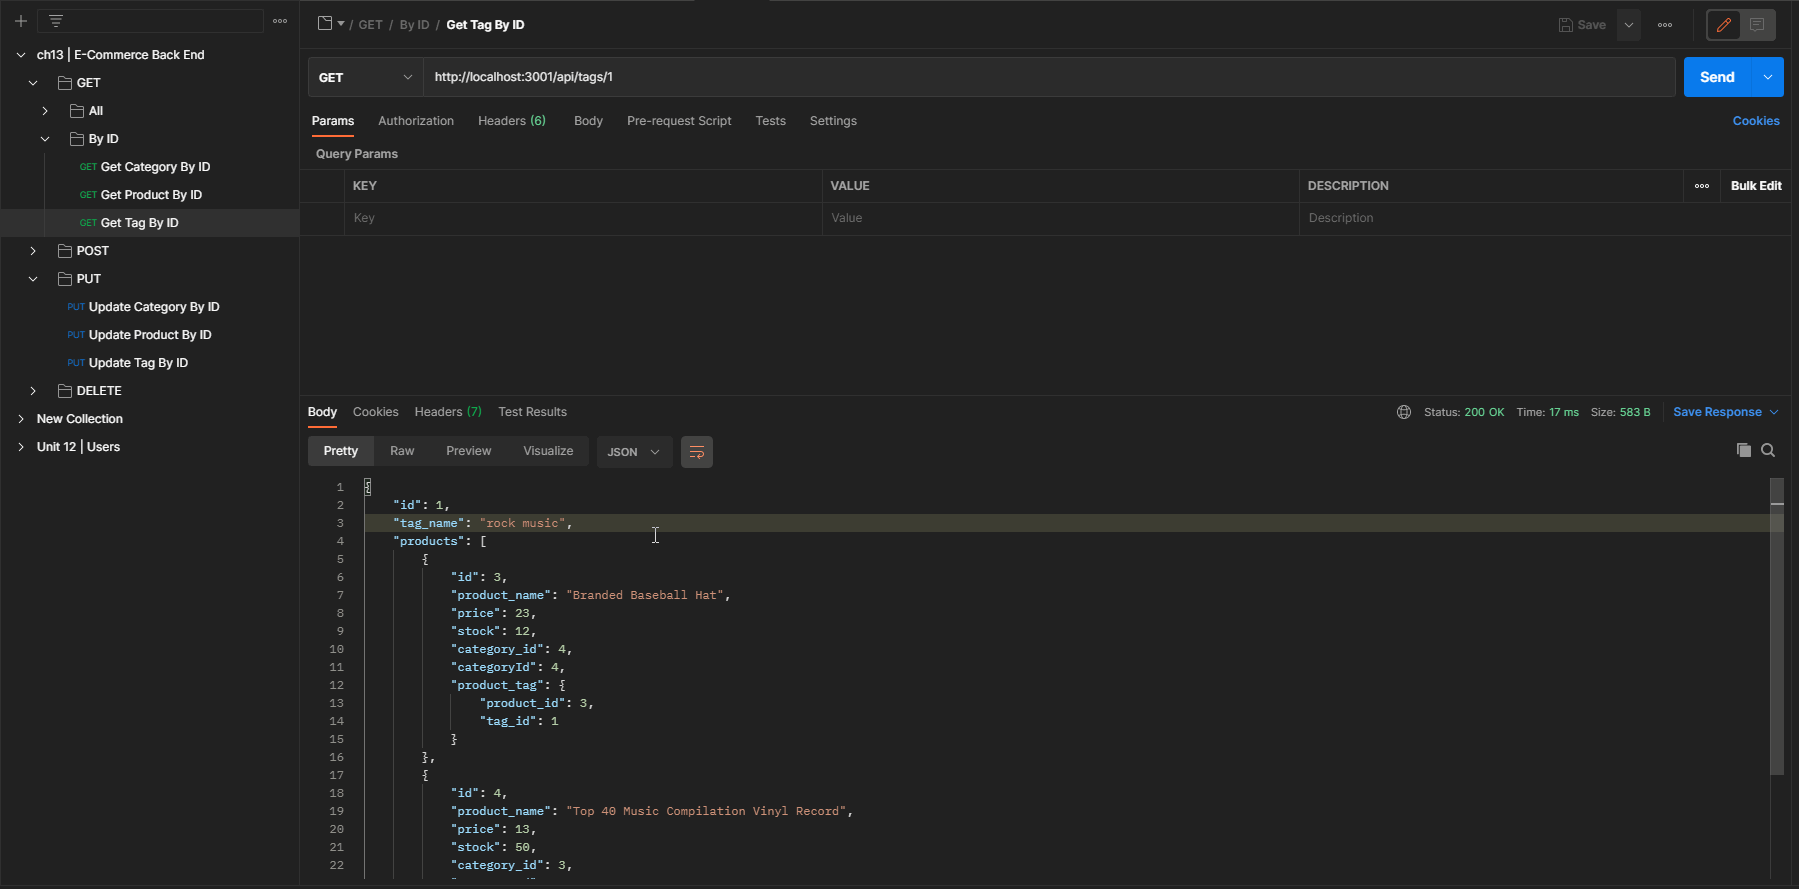 / GET / By ID / Get Tag By ID
Save
ch13 | E-Commerce Back End
GET
All
By ID
GET Get Category By ID
GET Get Product By ID
GET Get Tag By ID
POST
PUT
PUT Update Category By ID
PUT Update Product By ID
PUT Update Tag By ID
DELETE
New Collection
Unit 12 | Users
GET http://localhost:3001/api/tags/1 Send
Params Authorization Headers (6) Body Pre-request Script Tests Settings Cookies
Query Params
KEY VALUE DESCRIPTION Bulk Edit
Key Value Description
Body Cookies Headers (7) Test Results Status: 200 OK Time: 17 ms Size: 583 B Save Response
Pretty Raw Preview Visualize JSON
1 {
2 "id": 1,
3 "tag_name": "rock music",
4 "products": [
5 {
6 "id": 3,
7 "product_name": "Branded Baseball Hat",
8 "price": 23,
9 "stock": 12,
10 "category_id": 4,
11 "categoryId": 4,
12 "product_tag": {
13 "product_id": 3,
14 "tag_id": 1
15 }
16 },
17 {
18 "id": 4,
19 "product_name": "Top 40 Music Compilation Vinyl Record",
20 "price": 13,
21 "stock": 50,
22 "category_id": 3,